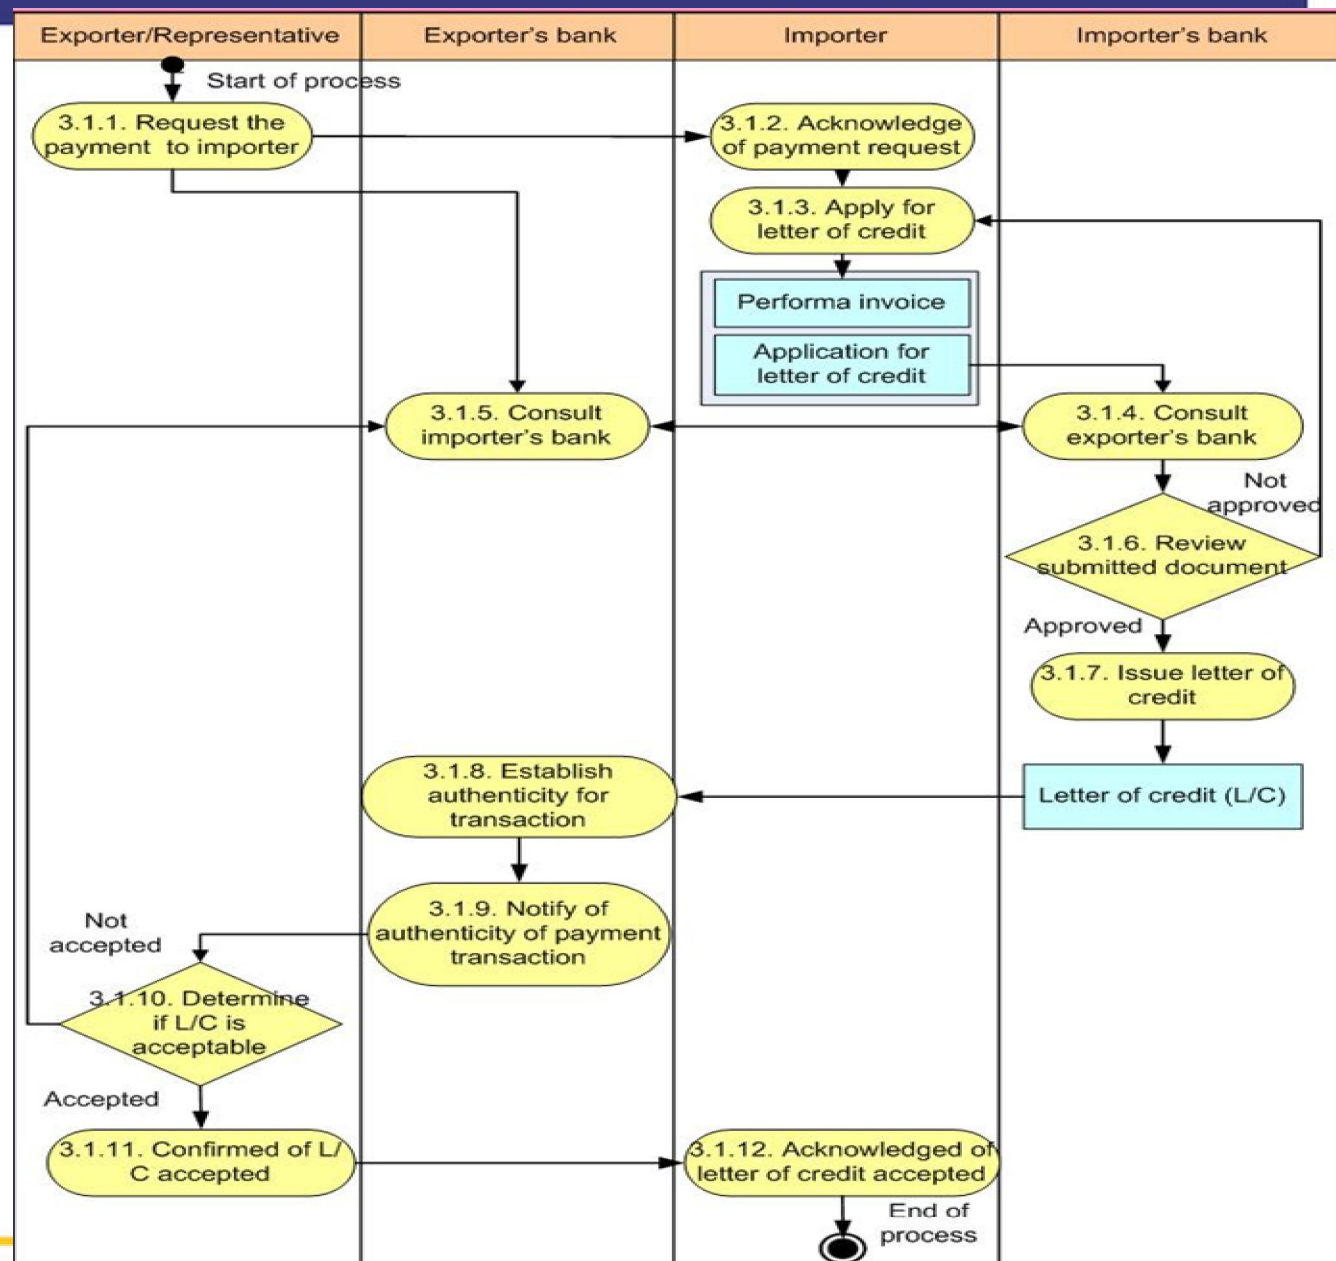 Exporter/Representative
Exporter's bank
Importer
Importer's bank
Start of process
3.1.1. Request the
payment to importer
3.1.2. Acknowledge
of payment request
3.1.3. Apply for
letter of credit
Performa invoice
Application for
letter of credit
3.1.5. Consult
importer's bank
3.1.4. Consult
exporter's bank
Not
approved
3.1.6. Review
submitted document
Approved
3.1.7. Issue letter of
credit
3.1.8. Establish
authenticity for
transaction
Letter of credit (L/C)
3.1.9. Notify of
authenticity of payment
transaction
Not
accepted
3.1.10. Determine
if L/C is
acceptable
Accepted
3.1.11. Confirmed of L/
C accepted
3.1.12. Acknowledged of
letter of credit accepted
End of
process